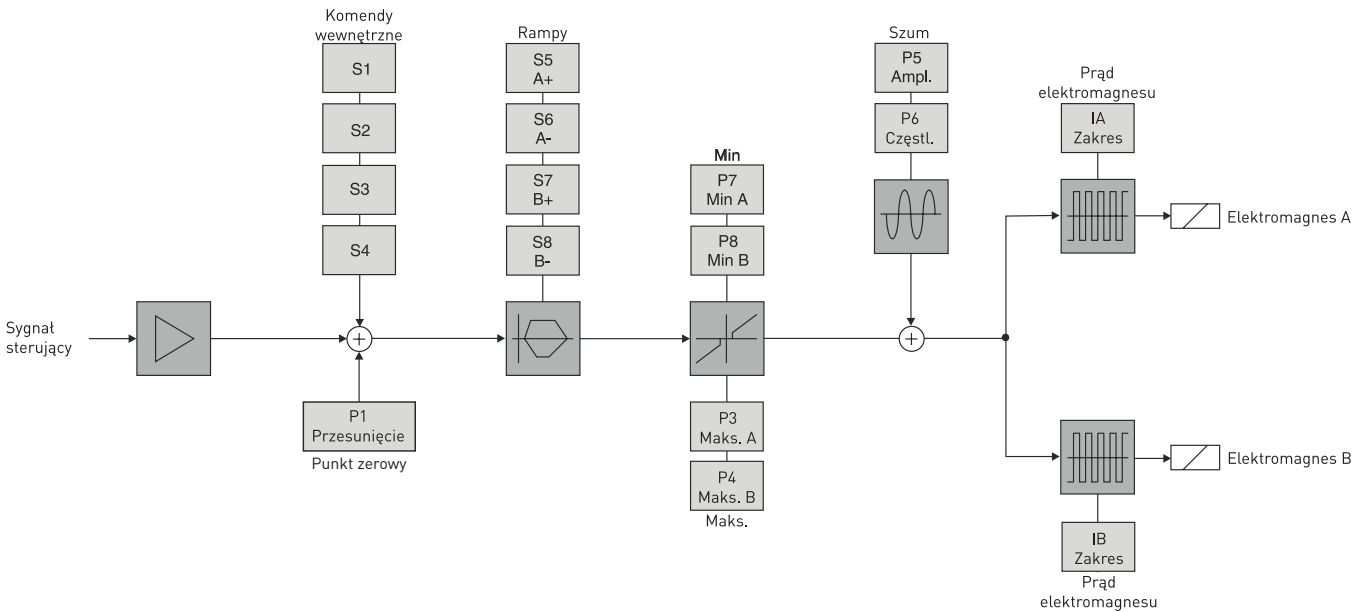 Komendy
wewnętrzne
S1
S2
S3
S4
Rampy
S5
A+
S6
A-
S7
B+
S8
B-
Min
P7
Min A
P8
Min B
Szum
P5
Ampl.
P6
Częstl.
Prąd
elektromagnesu
IA
Zakres
Elektromagnes A
Sygnał
sterujący
P1
Przesunięcie
Punkt zerowy
P3
Maks. A
P4
Maks. B
Maks.
Elektromagnes B
IB
Zakres
Prąd
elektromagnesu